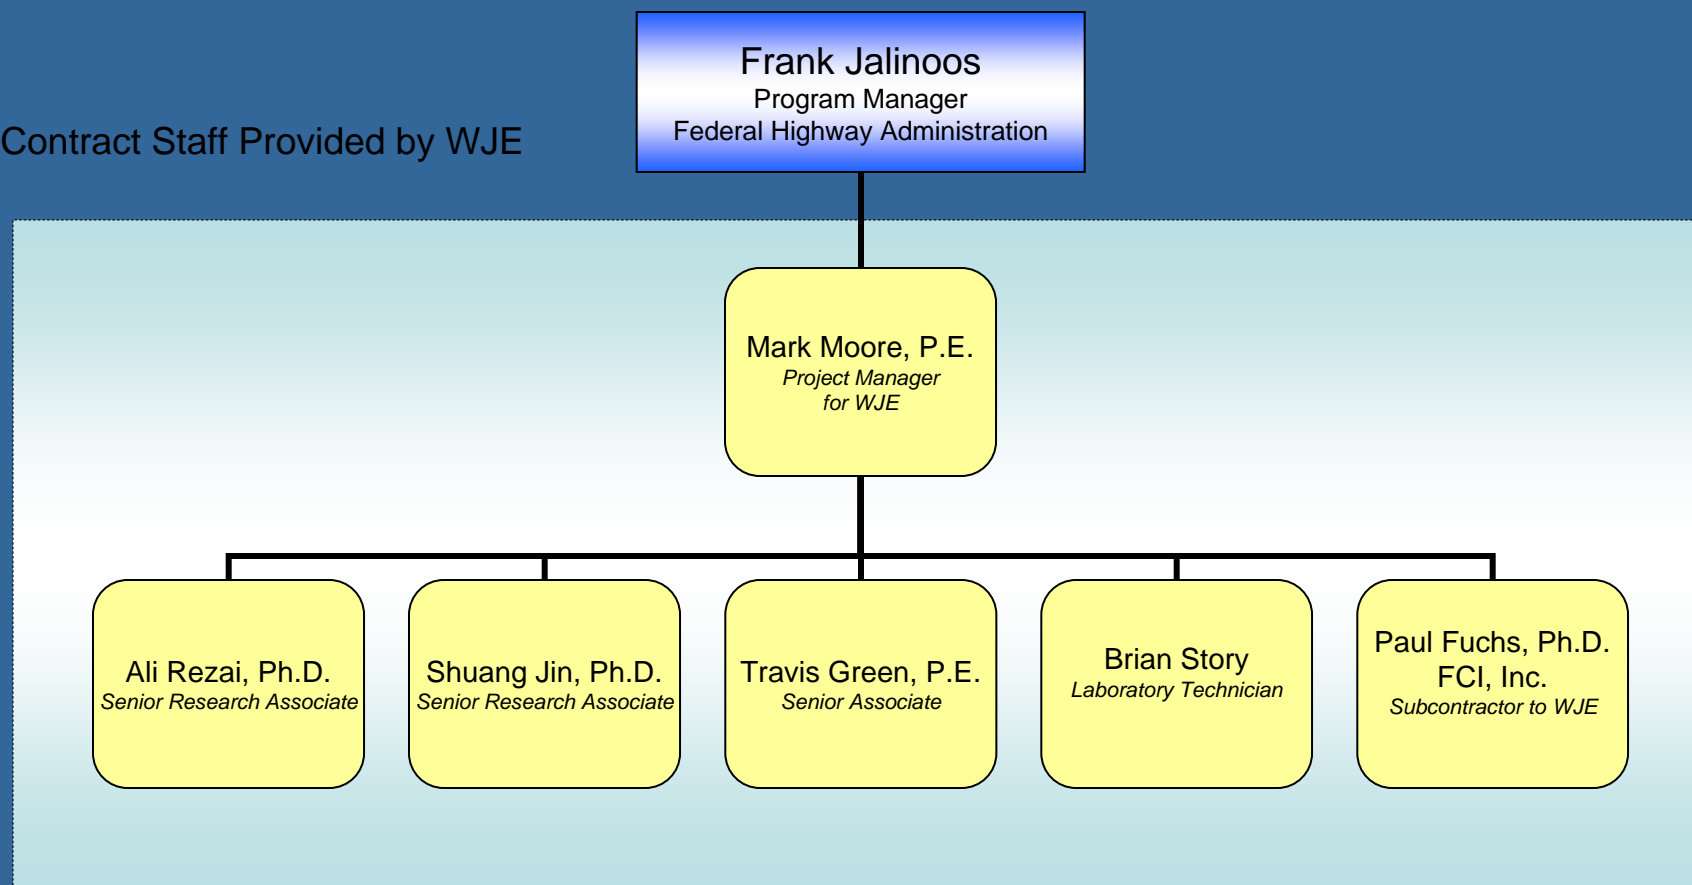 Frank Jalinoos
Program Manager
Federal Highway Administration
Contract Staff Provided by WJE
Mark Moore, P.E.
Project Manager
for WJE
Ali Rezai, Ph.D.
Senior Research Associate
Shuang Jin, Ph.D.
Senior Research Associate
Travis Green, P.E.
Senior Associate
Brian Story
Laboratory Technician
Paul Fuchs, Ph.D.
FCI, Inc.
Subcontractor to WJE